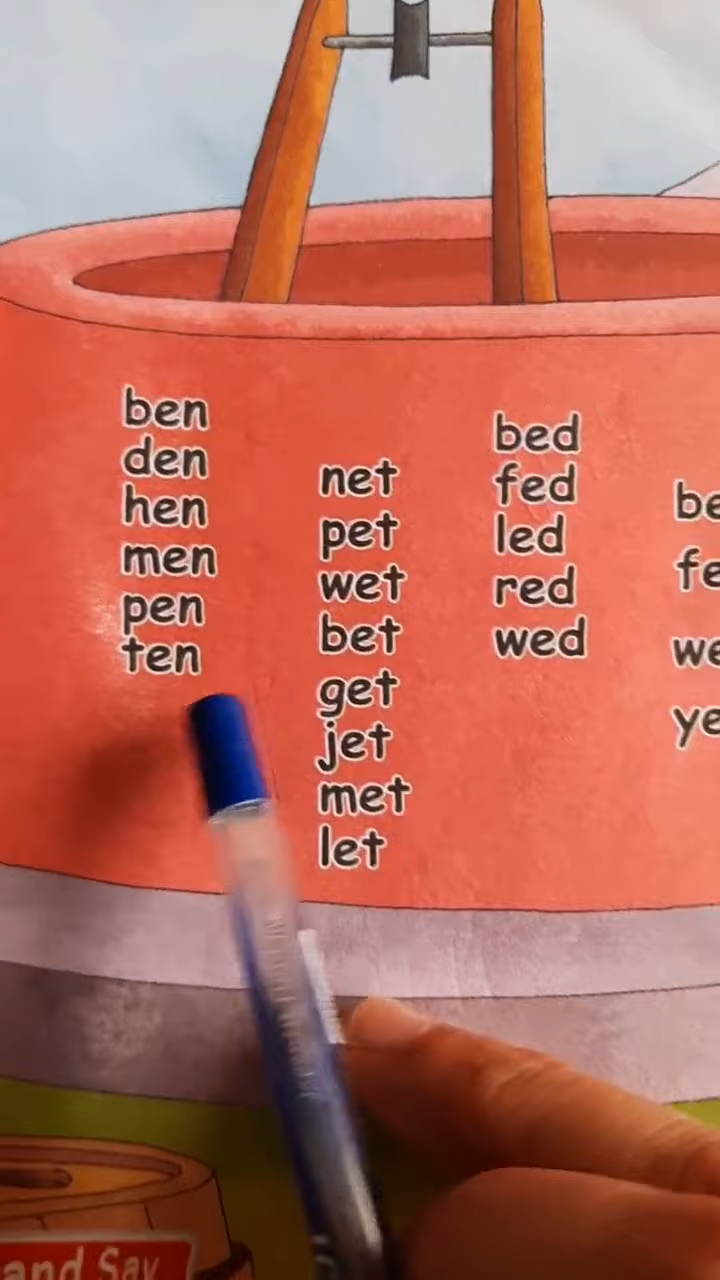 ben
den
hen
men
pen
ten
net
pet
wet
bet
get
jet
met
let
bed
fed
led
red
wed
and Say